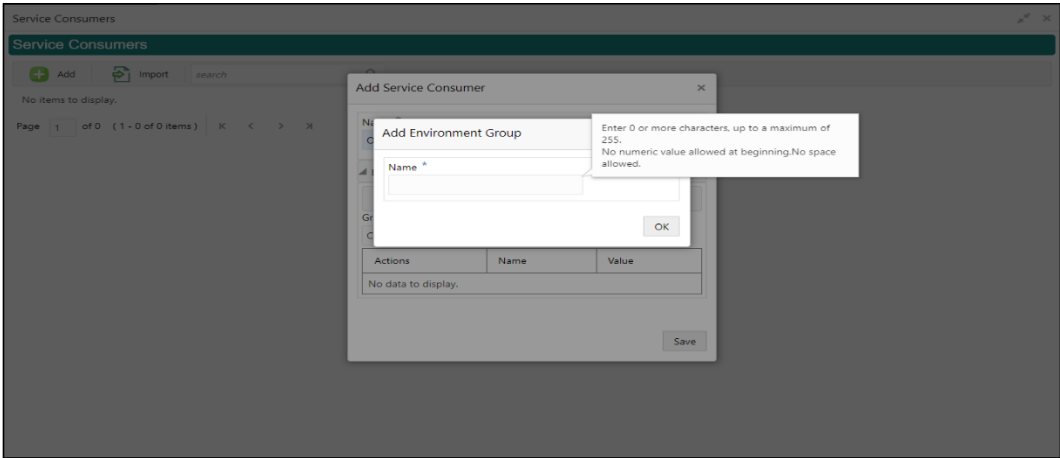 Service Consumers
Service Consumers
Add Import search
No items to display.
Page 1 of 0 (1 - 0 of 0 items)
Add Service Consumer
Add Environment Group
Name *
Enter 0 or more characters, up to a maximum of
255.
No numeric value allowed at beginning.No space
allowed.
OK
Actions Name Value
No data to display.
Save